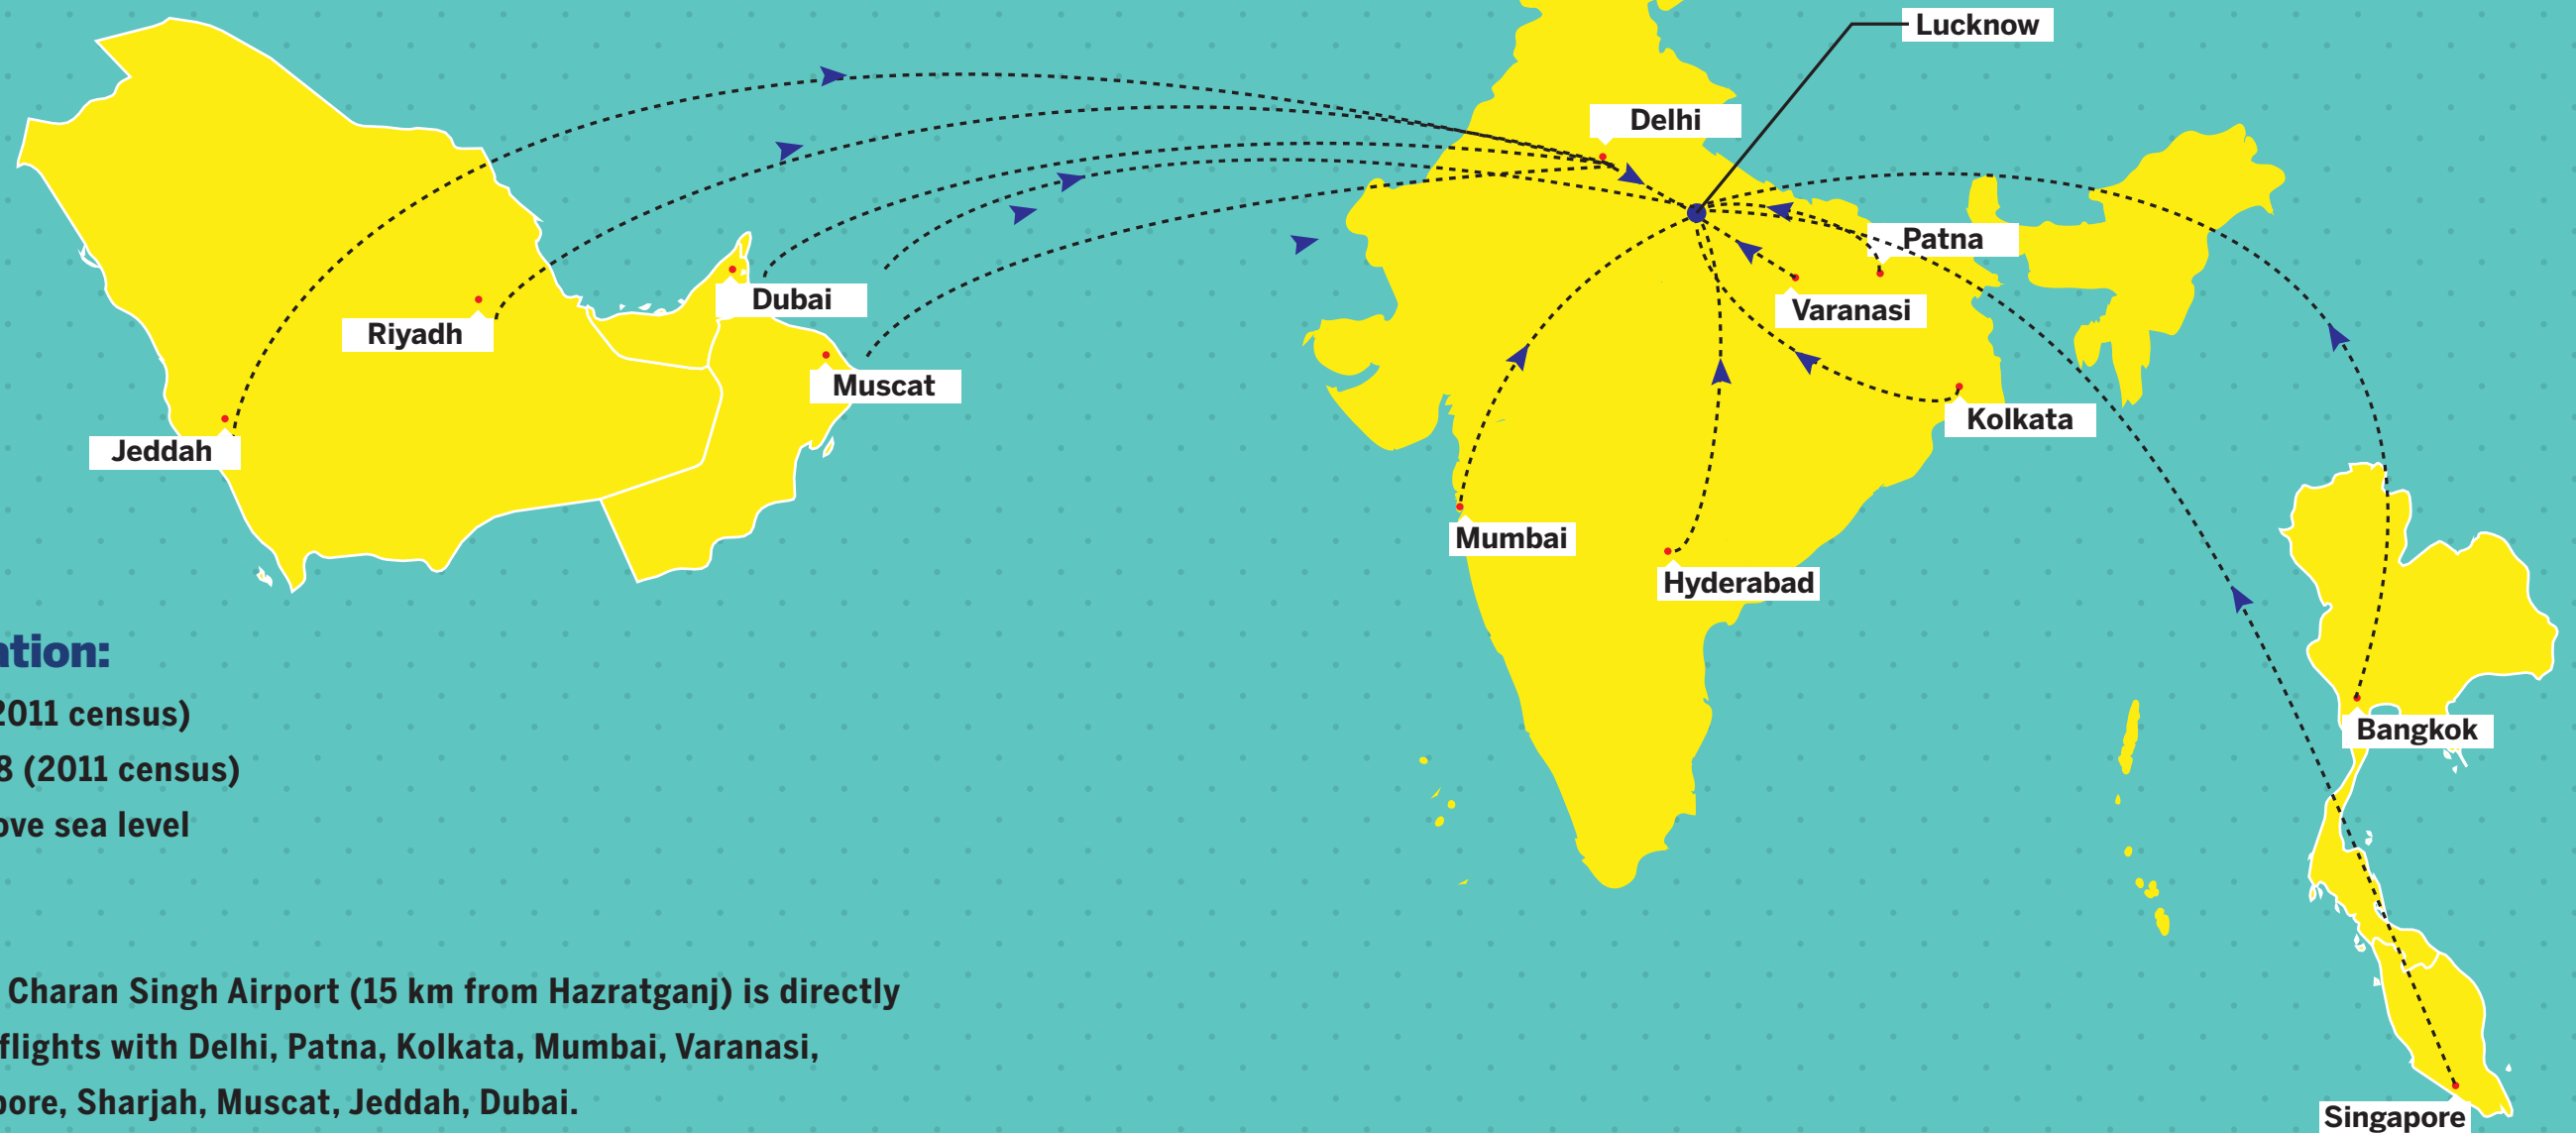 Lucknow
Delhi
Patna
Dubai
Varanasi
Riyadh
Muscat
Kolkata
Jeddah
Mumbai
Hyderabad
ation:
2011 census)
Bangkok
8 (2011 census)
ove sea level
Charan Singh Airport (15 km from Hazratganj) is directly
flights with Delhi, Patna, Kolkata, Mumbai, Varanasi,
pore, Sharjah, Muscat, Jeddah, Dubai.
Singapore